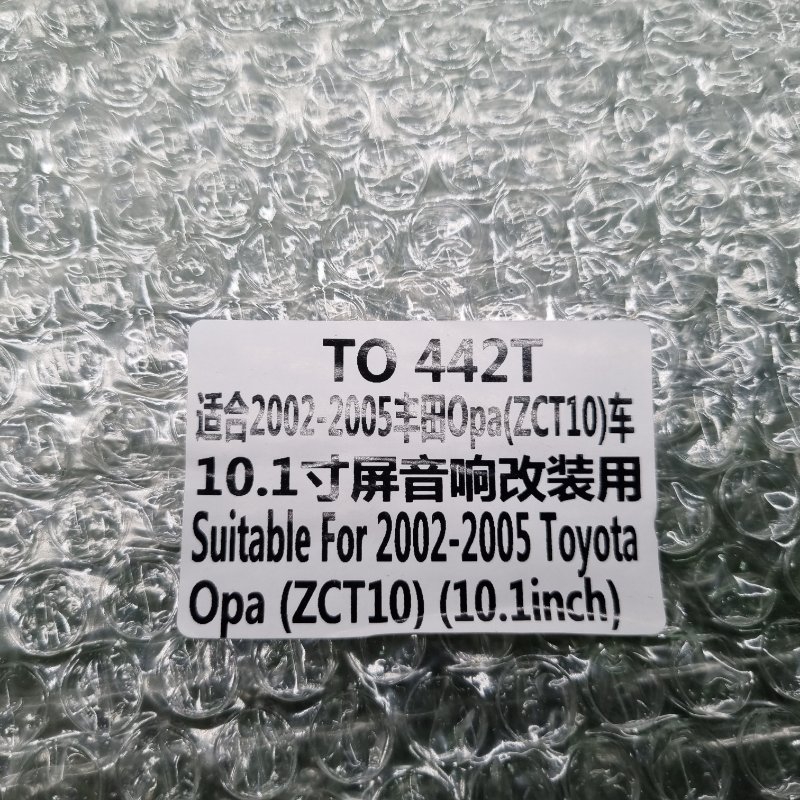 TO 442T
适合2002-2005丰田Opa(ZCT10)车
10.1寸屏音响改装用
Suitable For 2002-2005 Toyota
Opa (ZCT10) (10.1inch)